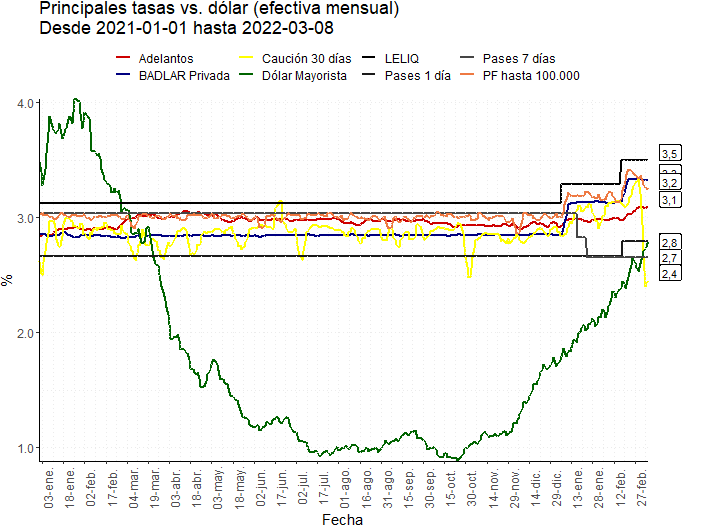 Principales tasas vs. dólar (efectiva mensual)
Desde 2021-01-01 hasta 2022-03-08
Adelantos Caución 30 días LELIQ Pases 7 días
BADLAR Privada Dólar Mayorista Pases 1 día PF hasta 100.000
4.0
3.0
2.0
1.0
%
3,5
3,2
3,1
2,8
2,7
2,4
03-ene.
18-ene.
02-feb.
17-feb.
04-mar.
19-mar.
03-abr.
18-abr.
03-may.
18-may.
02-jun.
17-jun.
02-jul.
17-jul.
01-ago.
16-ago.
31-ago.
15-sep.
30-sep.
15-oct.
30-oct.
14-nov.
29-nov.
14-dic.
29-dic.
13-ene.
28-ene.
12-feb.
27-feb.
Fecha